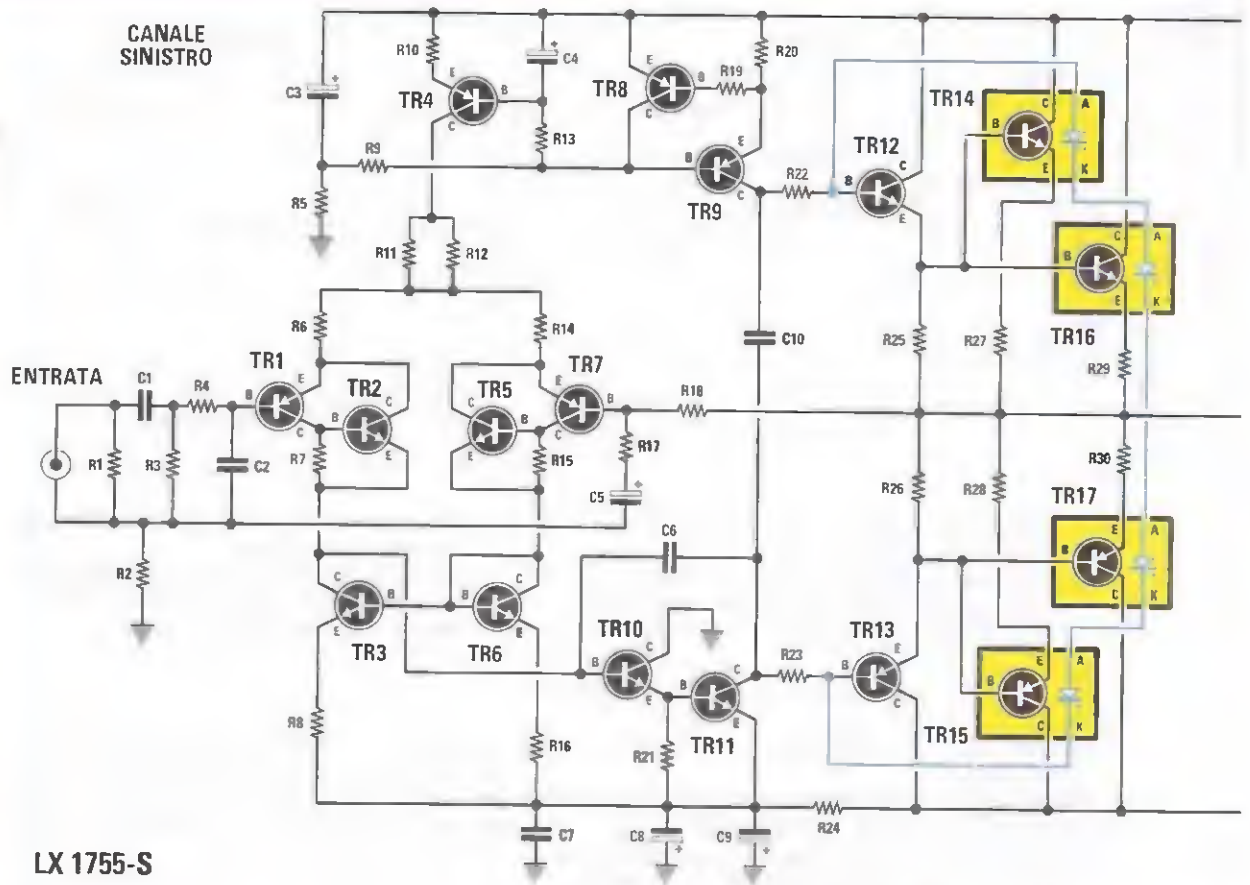 CANALE
SINISTRO
R10
C4
R20
C3
E
B
C
TR4
TR8
E
B
C
R19
R13
R9
R5
B
E
C
TR9
R22
B
C
E
TR12
TR14
C
B
E
A
K
C
B
E
A
K
TR16
R11
R12
R6
R14
C10
R25
R27
R29
ENTRATA
C1
R4
TR1
B
E
C
TR2
C
B
E
TR5
C
B
E
TR7
E
B
C
R18
R1
R3
C2
R7
R15
R17
C5
R26
R28
R30
TR17
E
B
C
A
K
R2
C6
C
B
E
TR3
C
B
E
TR6
TR10
C
B
E
C
B
E
TR11
R23
TR13
E
B
C
TR15
E
B
C
A
K
R8
R16
R21
R24
C7
C8
C9
LX 1755-S